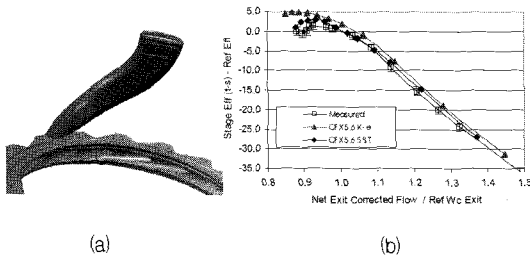 5.0
0.0
-5.0
-10.0
-15.0
-20.0
-25.0
-30.0
-35.0
Stage Eff (t-s) - Ref Eff
Measured
CFX5.6 k-e
CFX5.6 SST
0.8 0.9 1.0 1.1 1.2 1.3 1.4 1.5
Net Exit Corrected Flow / Ref Wc Exit
(a) (b)